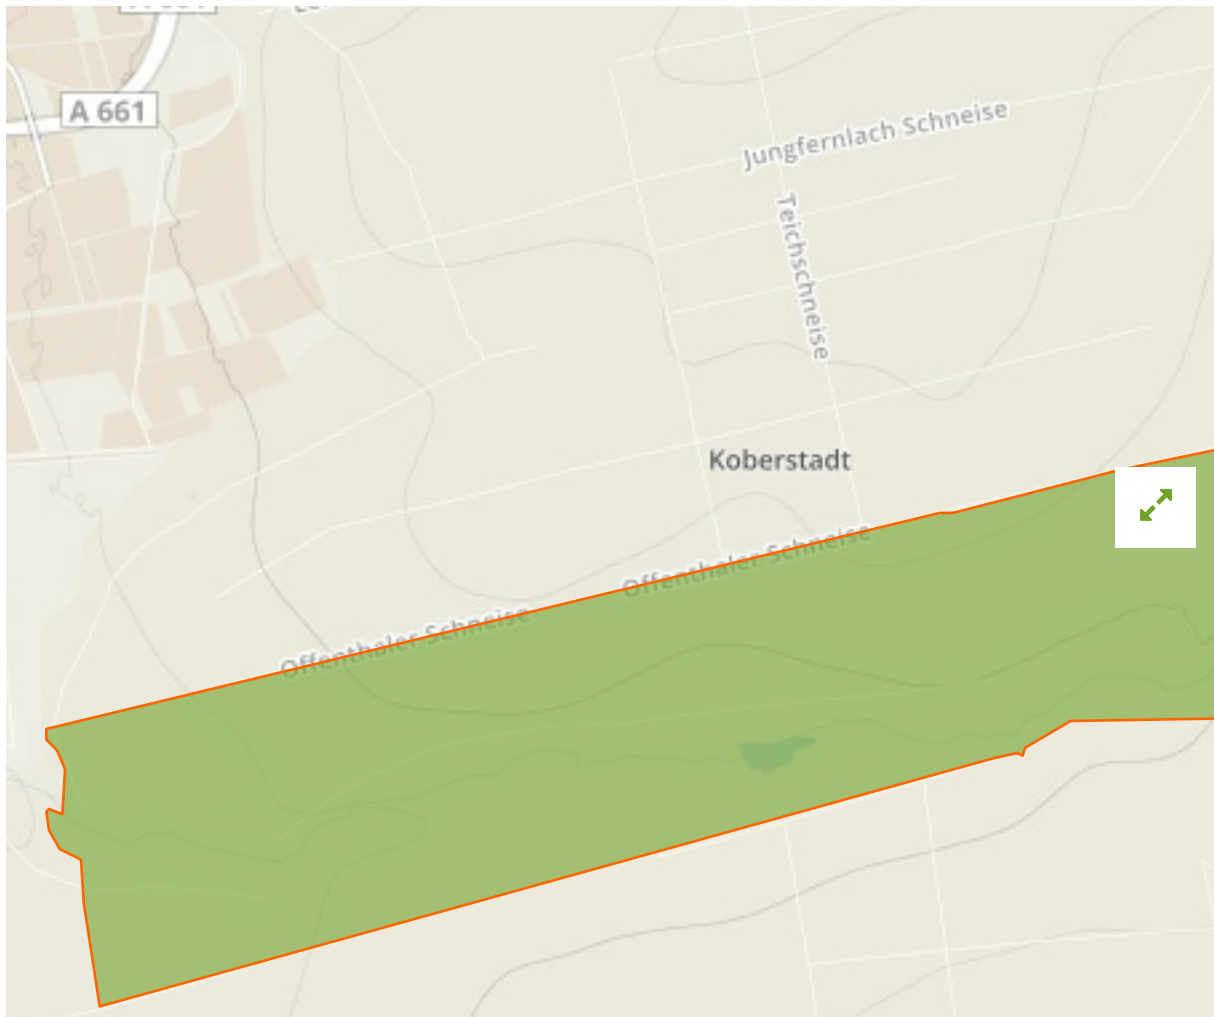 A 661
Jungfernlach Schneise
Teichschneise
Koberstadt
Offenthaler Schneise
Offenthaler Schneise